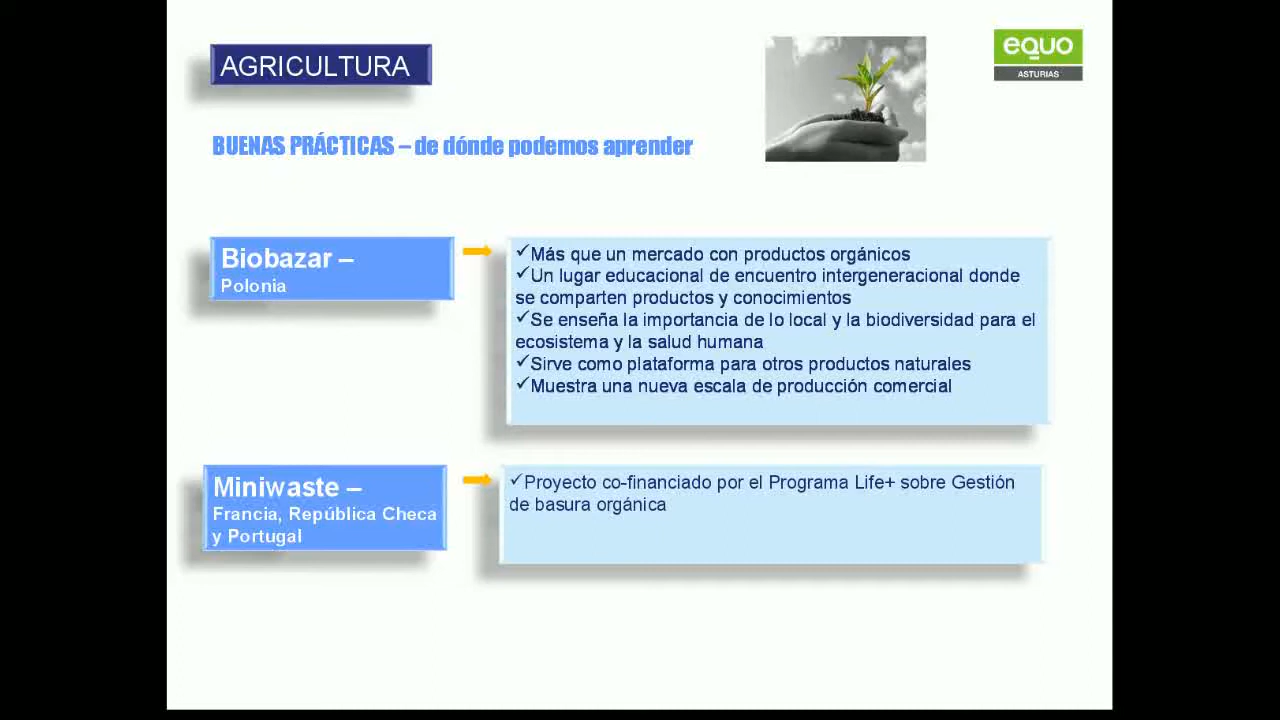 AGRICULTURA
equo
ASTURIAS
BUENAS PRÁCTICAS – de dónde podemos aprender
Biobazar –
Polonia
✓Más que un mercado con productos orgánicos
✓Un lugar educacional de encuentro intergeneracional donde
se comparten productos y conocimientos
✓Se enseña la importancia de lo local y la biodiversidad para el
ecosistema y la salud humana
✓Sirve como plataforma para otros productos naturales
✓Muestra una nueva escala de producción comercial
Miniwaste –
Francia, República Checa
y Portugal
✓Proyecto co-financiado por el Programa Life+ sobre Gestión
de basura orgánica